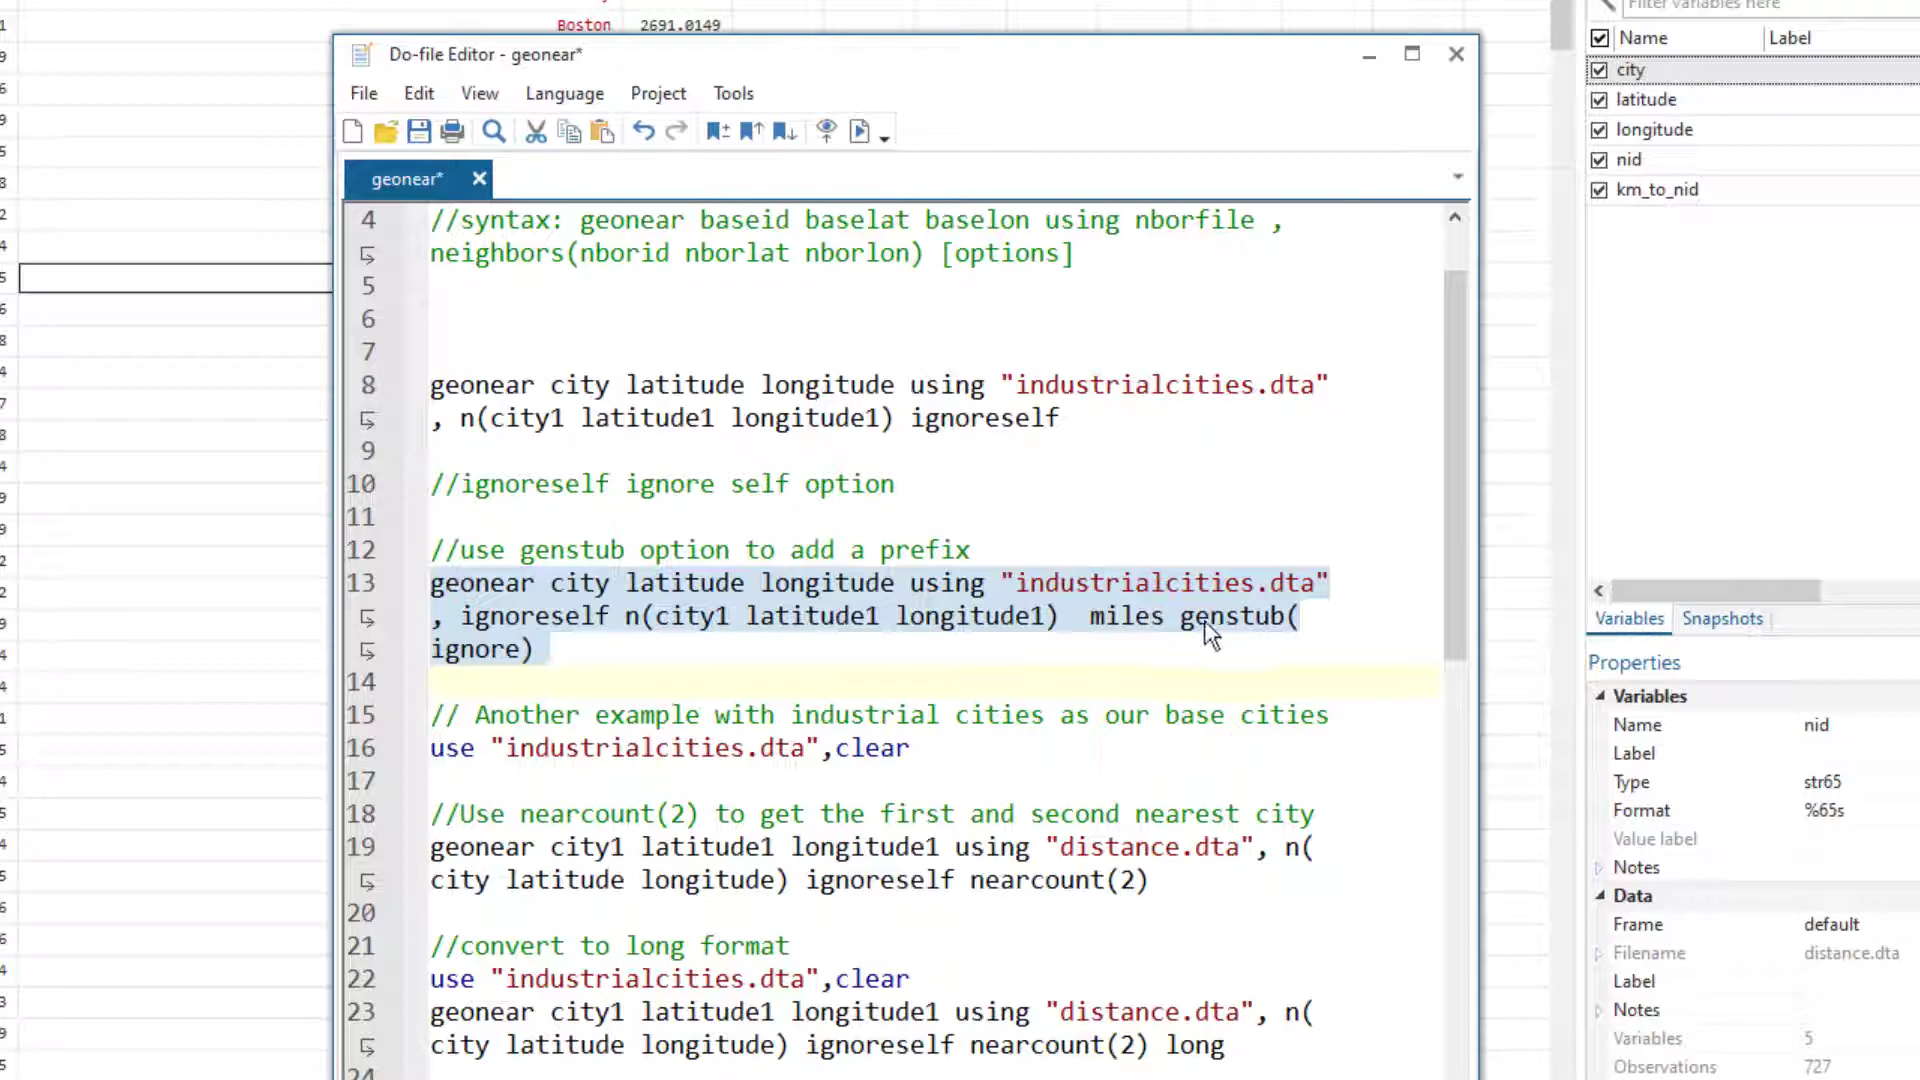 Filter variables here
1
Boston 2691.0149
Name Label
Do-file Editor - geonear*
city
File Edit View Language Project Tools
latitude
longitude
nid
geonear*
km_to_nid
4 //syntax: geonear baseid baselat baselon using nborfile ,
neighbors(nborid nborlat nborlon) [options]
5
6
7
8 geonear city latitude longitude using "industrialcities.dta"
, n(city1 latitude1 longitude1) ignoreself
9
10 //ignoreself ignore self option
11
12 //use genstub option to add a prefix
13 geonear city latitude longitude using "industrialcities.dta"
, ignoreself n(city1 latitude1 longitude1)  miles genstub(
ignore)
14
15 // Another example with industrial cities as our base cities
16 use "industrialcities.dta",clear
17
18 //Use nearcount(2) to get the first and second nearest city
19 geonear city1 latitude1 longitude1 using "distance.dta", n(
city latitude longitude) ignoreself nearcount(2)
20
21 //convert to long format
22 use "industrialcities.dta",clear
23 geonear city1 latitude1 longitude1 using "distance.dta", n(
city latitude longitude) ignoreself nearcount(2) long
24
Variables Snapshots
Properties
Variables
Name nid
Label
Type str65
Format %65s
Value label
Notes
Data
Frame default
Filename distance.dta
Label
Notes
Variables 5
Observations 727